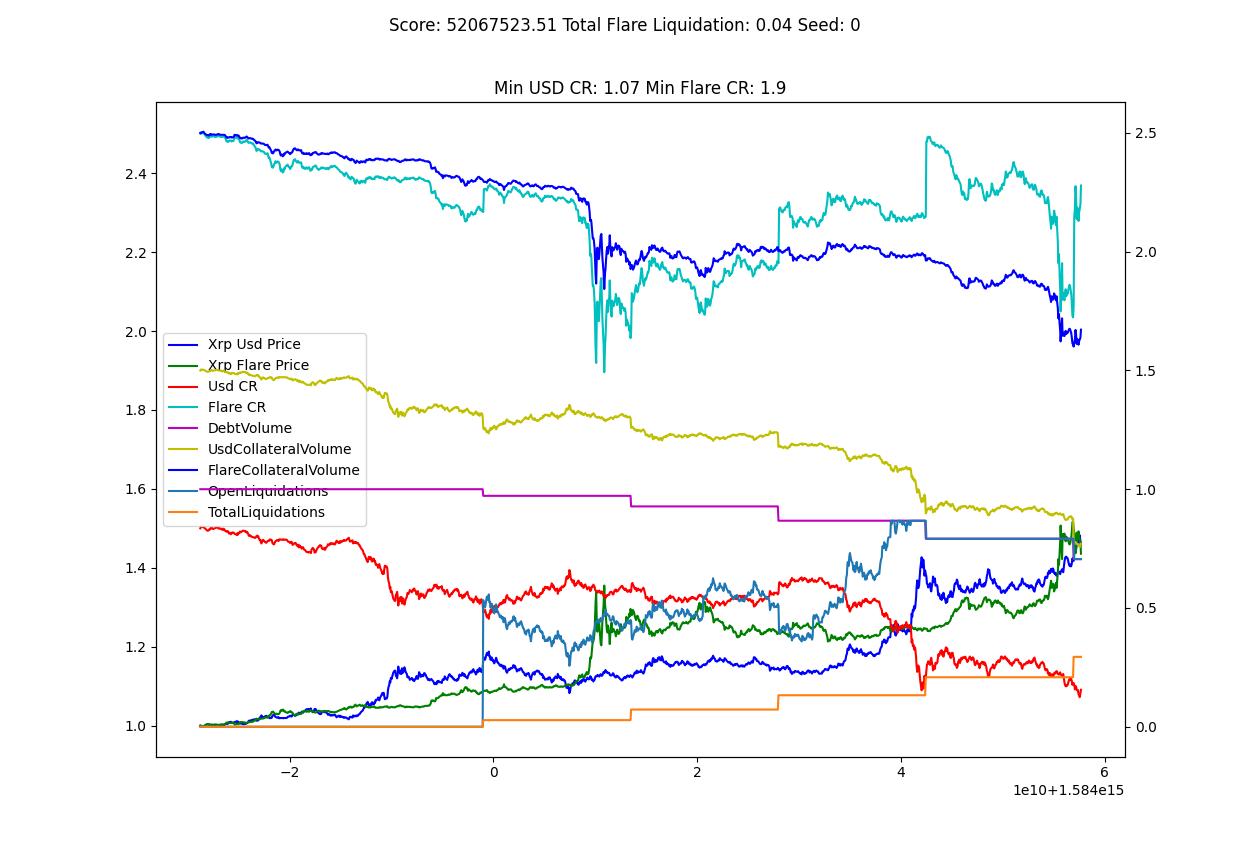 Score: 52067523.51 Total Flare Liquidation: 0.04 Seed: 0
Min USD CR: 1.07 Min Flare CR: 1.9
2.4
2.2
2.0
1.8
1.6
1.4
1.2
1.0
Xrp Usd Price
Xrp Flare Price
Usd CR
Flare CR
DebtVolume
UsdCollateralVolume
FlareCollateralVolume
OpenLiquidations
TotalLiquidations
2.5
2.0
1.5
1.0
0.5
0.0
−2 0 2 4 6
1e10+1.584e15